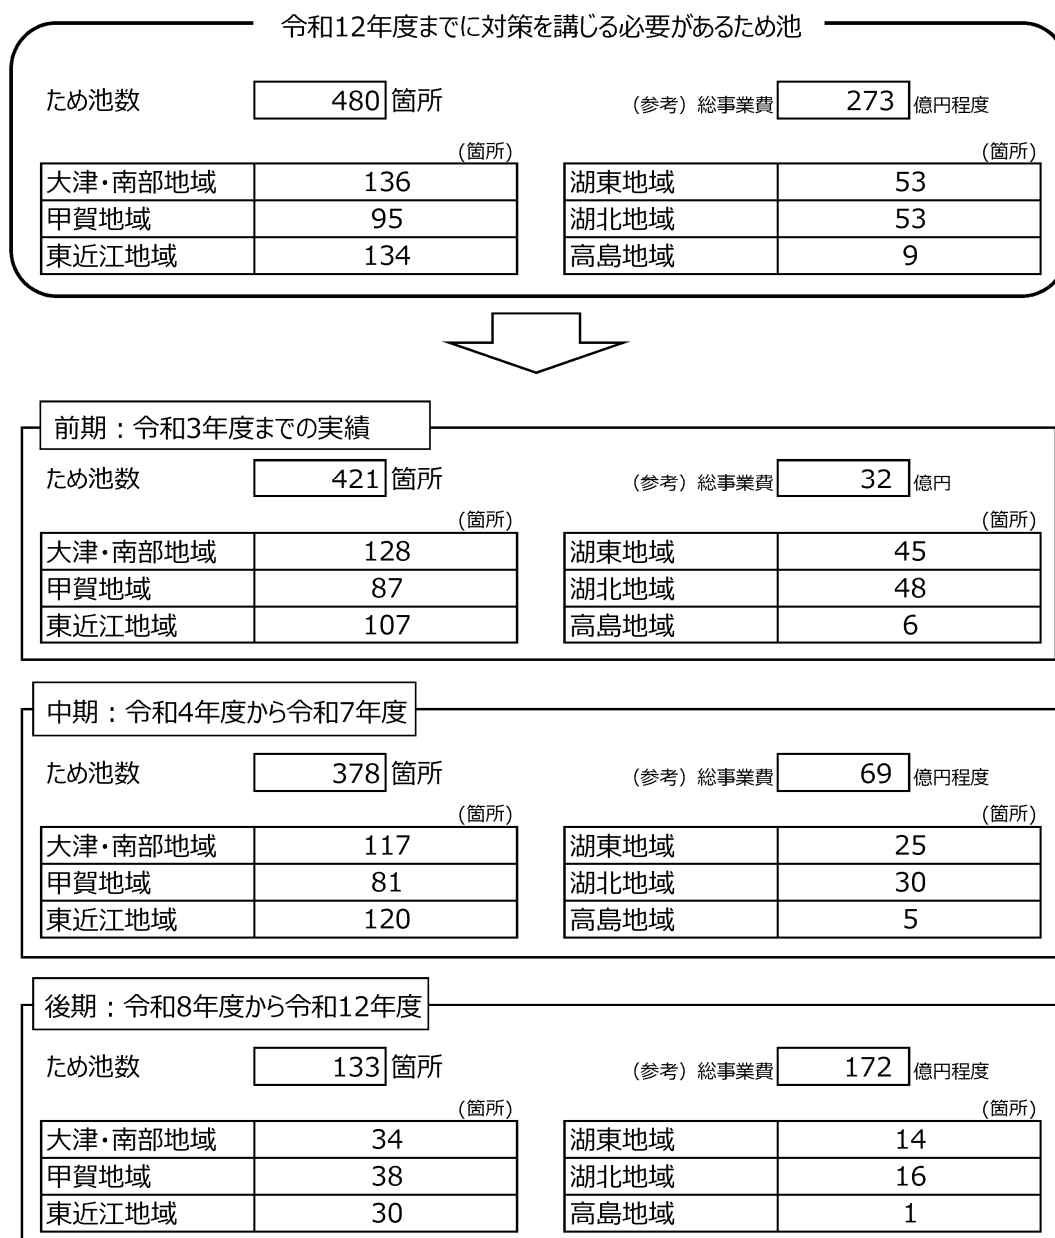 令和12年度までに対策を講じる必要があるため池
ため池数 480 箇所 (参考) 総事業費 273 億円程度
(箇所) (箇所)
大津・南部地域 136 湖東地域 53
甲賀地域 95 湖北地域 53
東近江地域 134 高島地域 9
前期：令和3年度までの実績
ため池数 421 箇所 (参考) 総事業費 32 億円
(箇所) (箇所)
大津・南部地域 128 湖東地域 45
甲賀地域 87 湖北地域 48
東近江地域 107 高島地域 6
中期：令和4年度から令和7年度
ため池数 378 箇所 (参考) 総事業費 69 億円程度
(箇所) (箇所)
大津・南部地域 117 湖東地域 25
甲賀地域 81 湖北地域 30
東近江地域 120 高島地域 5
後期：令和8年度から令和12年度
ため池数 133 箇所 (参考) 総事業費 172 億円程度
(箇所) (箇所)
大津・南部地域 34 湖東地域 14
甲賀地域 38 湖北地域 16
東近江地域 30 高島地域 1